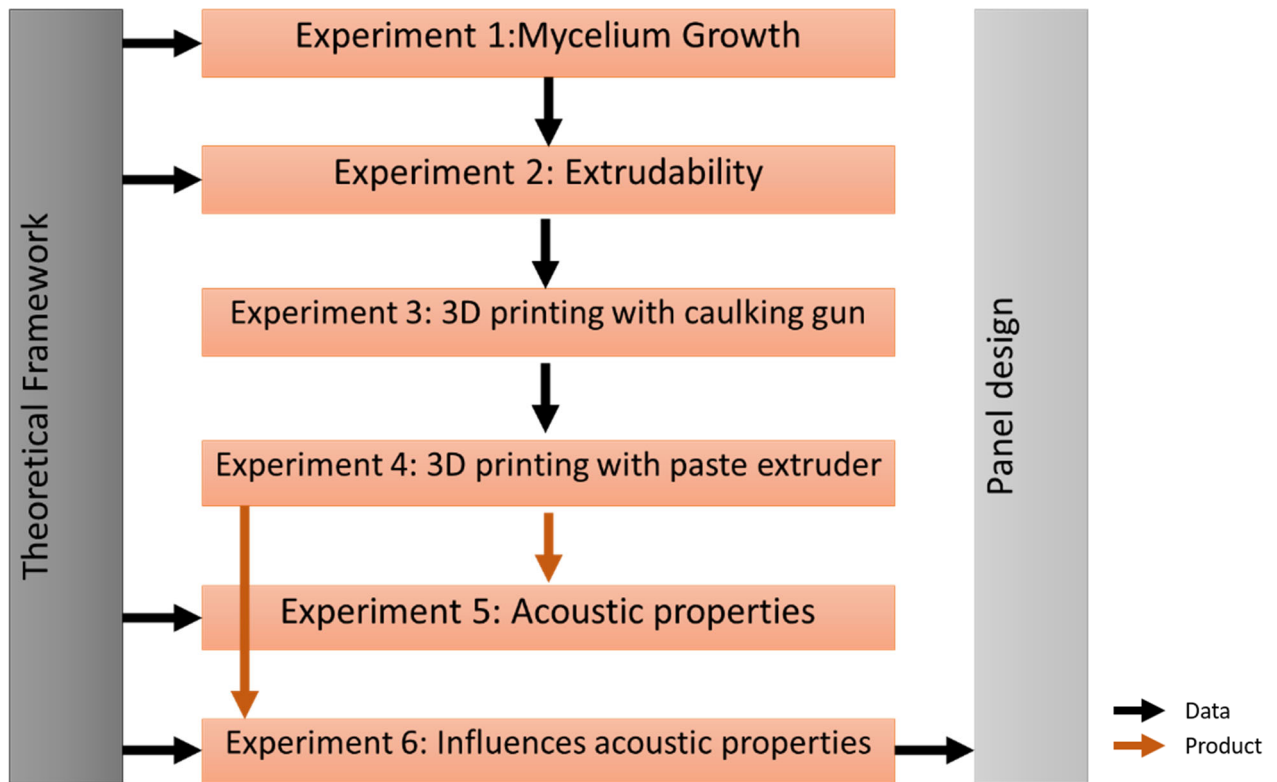 Theoretical Framework
Experiment 1:Mycelium Growth
Experiment 2: Extrudability
Experiment 3: 3D printing with caulking gun
Experiment 4: 3D printing with paste extruder
Experiment 5: Acoustic properties
Experiment 6: Influences acoustic properties
Panel design
Data
Product